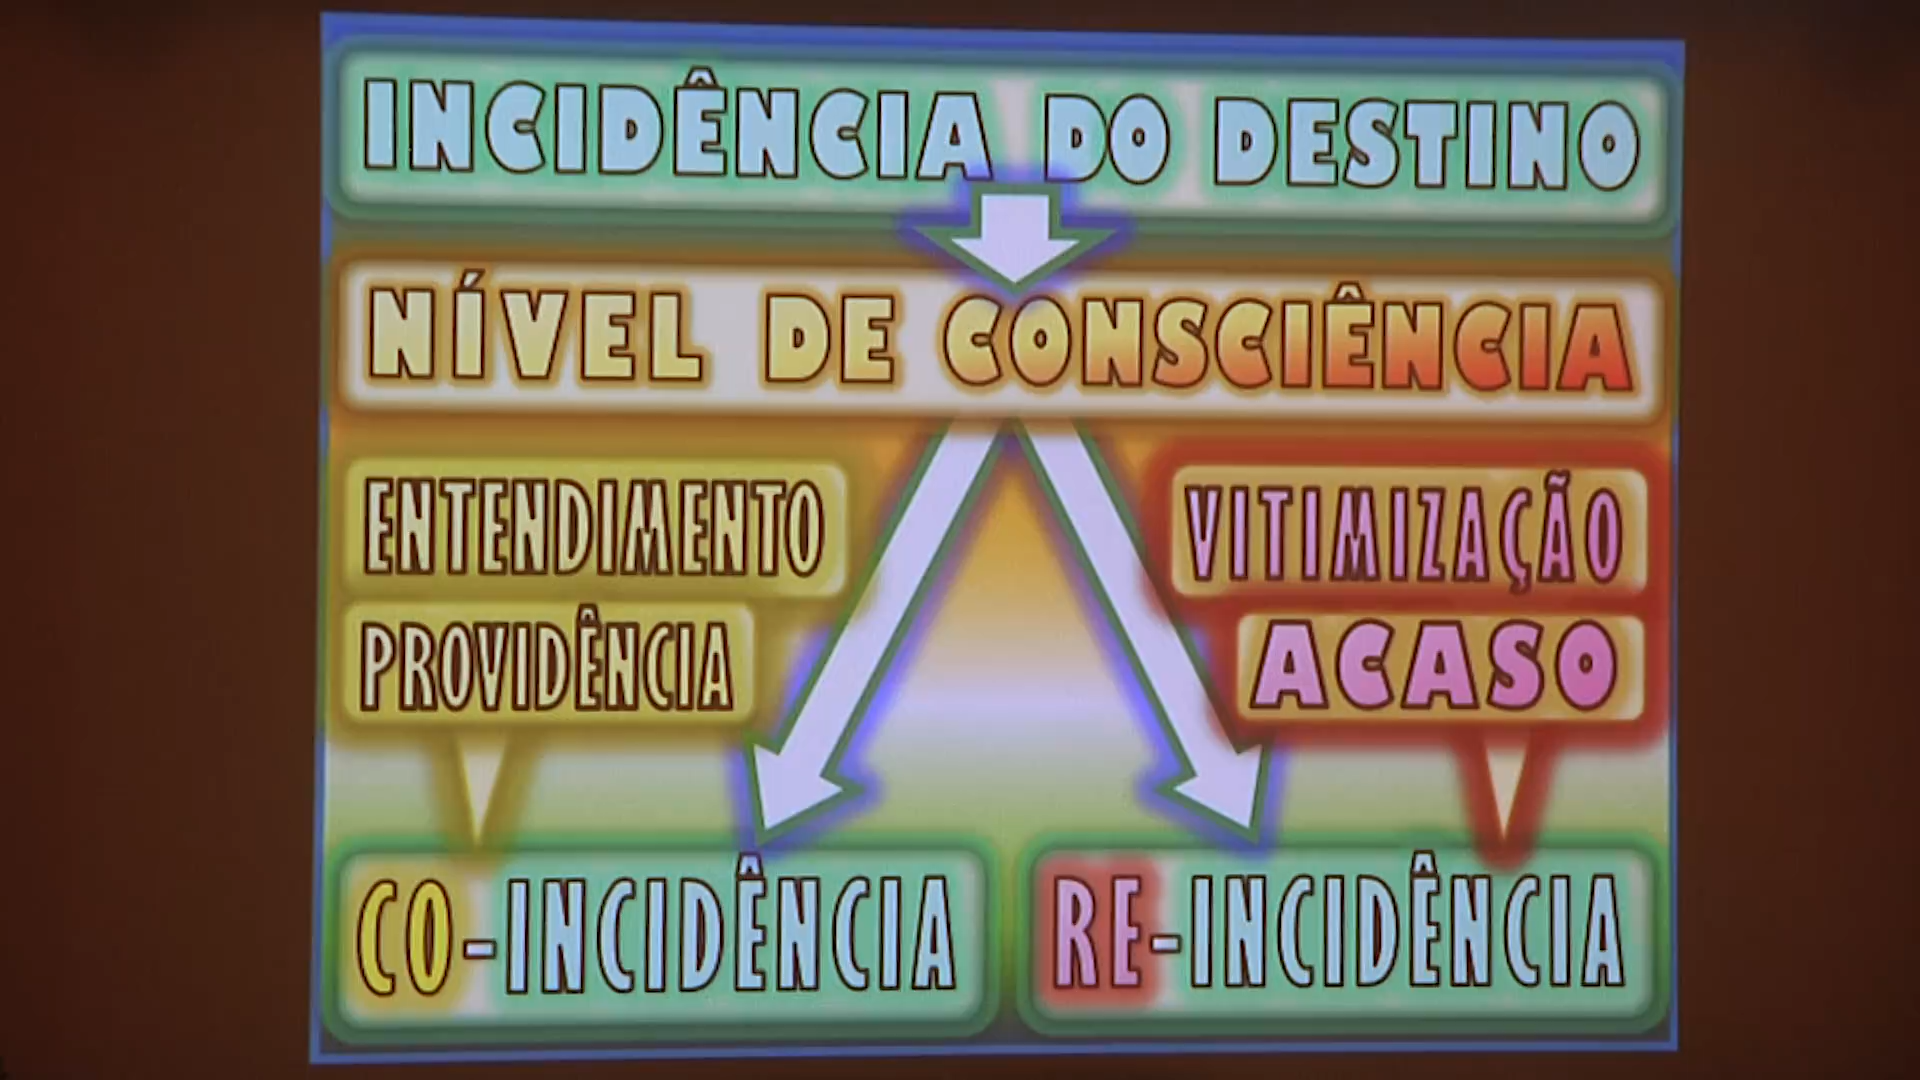 INCIDÊNCIA DO DESTINO
NÍVEL DE CONSCIÊNCIA
ENTENDIMENTO
PROVIDÊNCIA
VITIMIZAÇÃO
ACASO
CO-INCIDÊNCIA
RE-INCIDÊNCIA